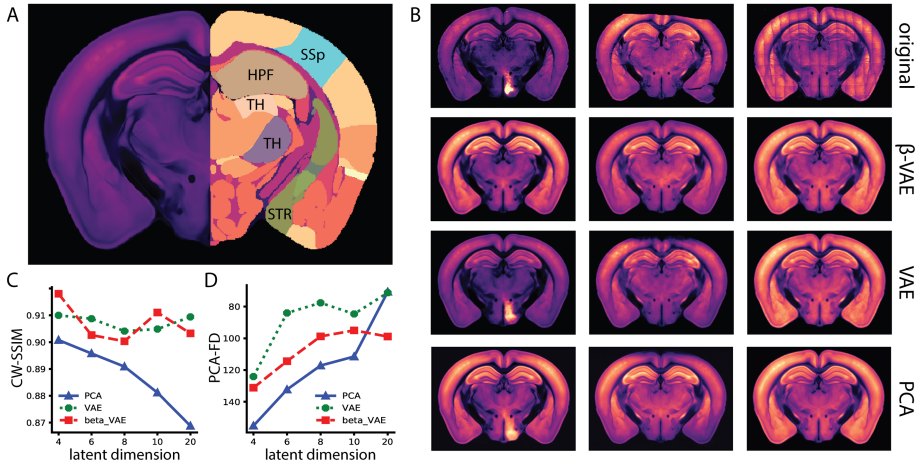 A
SSp
HPF
TH
TH
STR
B
original
β-VAE
VAE
PCA
C
CW-SSIM
0.91
0.90
0.89
0.88
0.87
PCA
VAE
beta_VAE
4 6 8 10 20
latent dimension
D
PCA-FD
80
100
120
140
PCA
VAE
beta_VAE
4 6 8 10 20
latent dimension